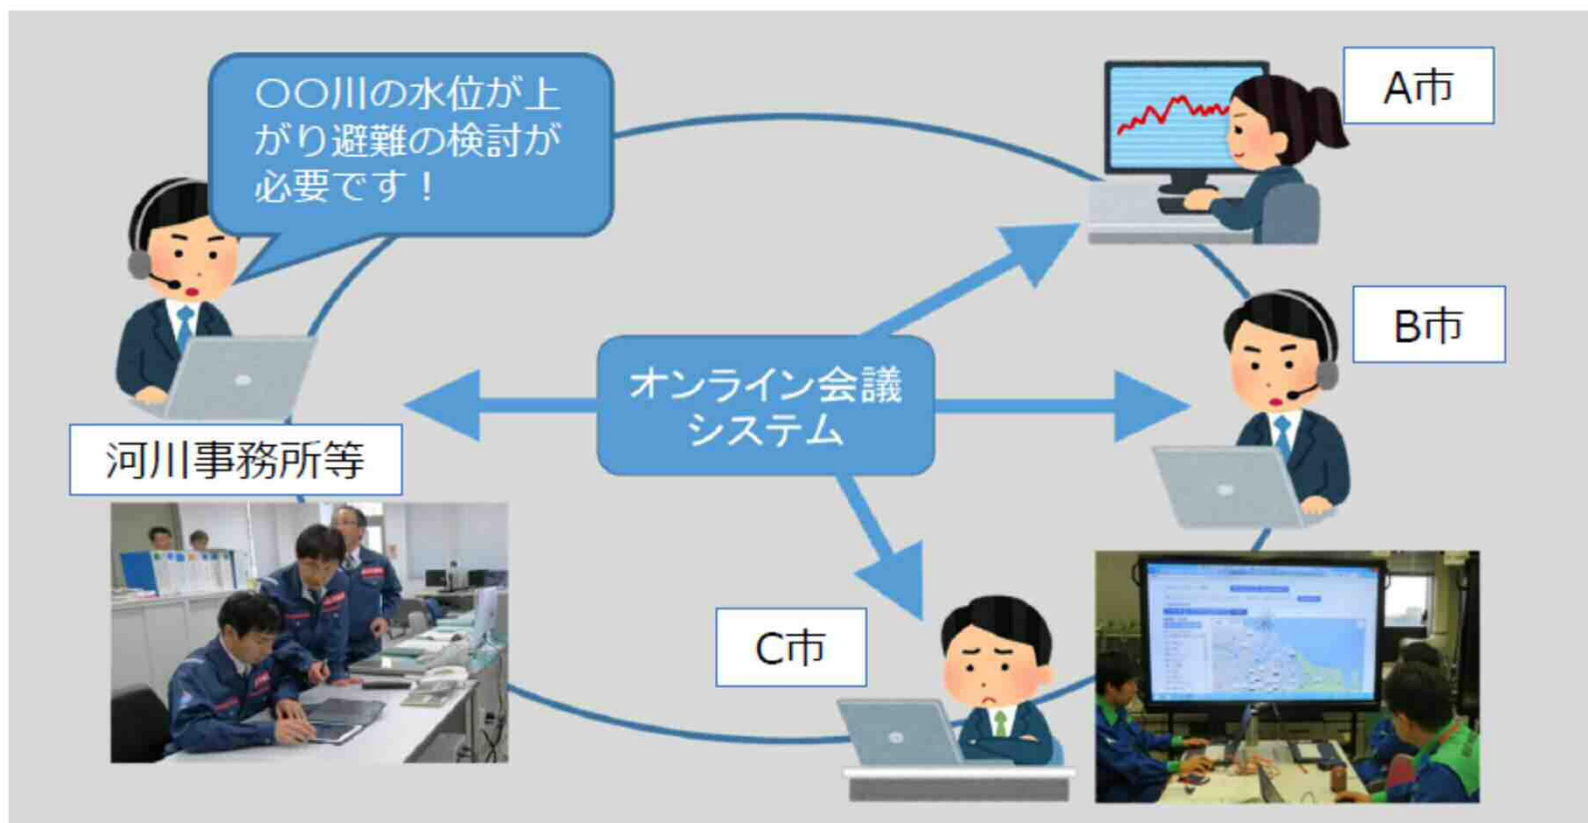 〇〇川の水位が上
がり避難の検討が
必要です！
A市
B市
オンライン会議
システム
河川事務所等
C市